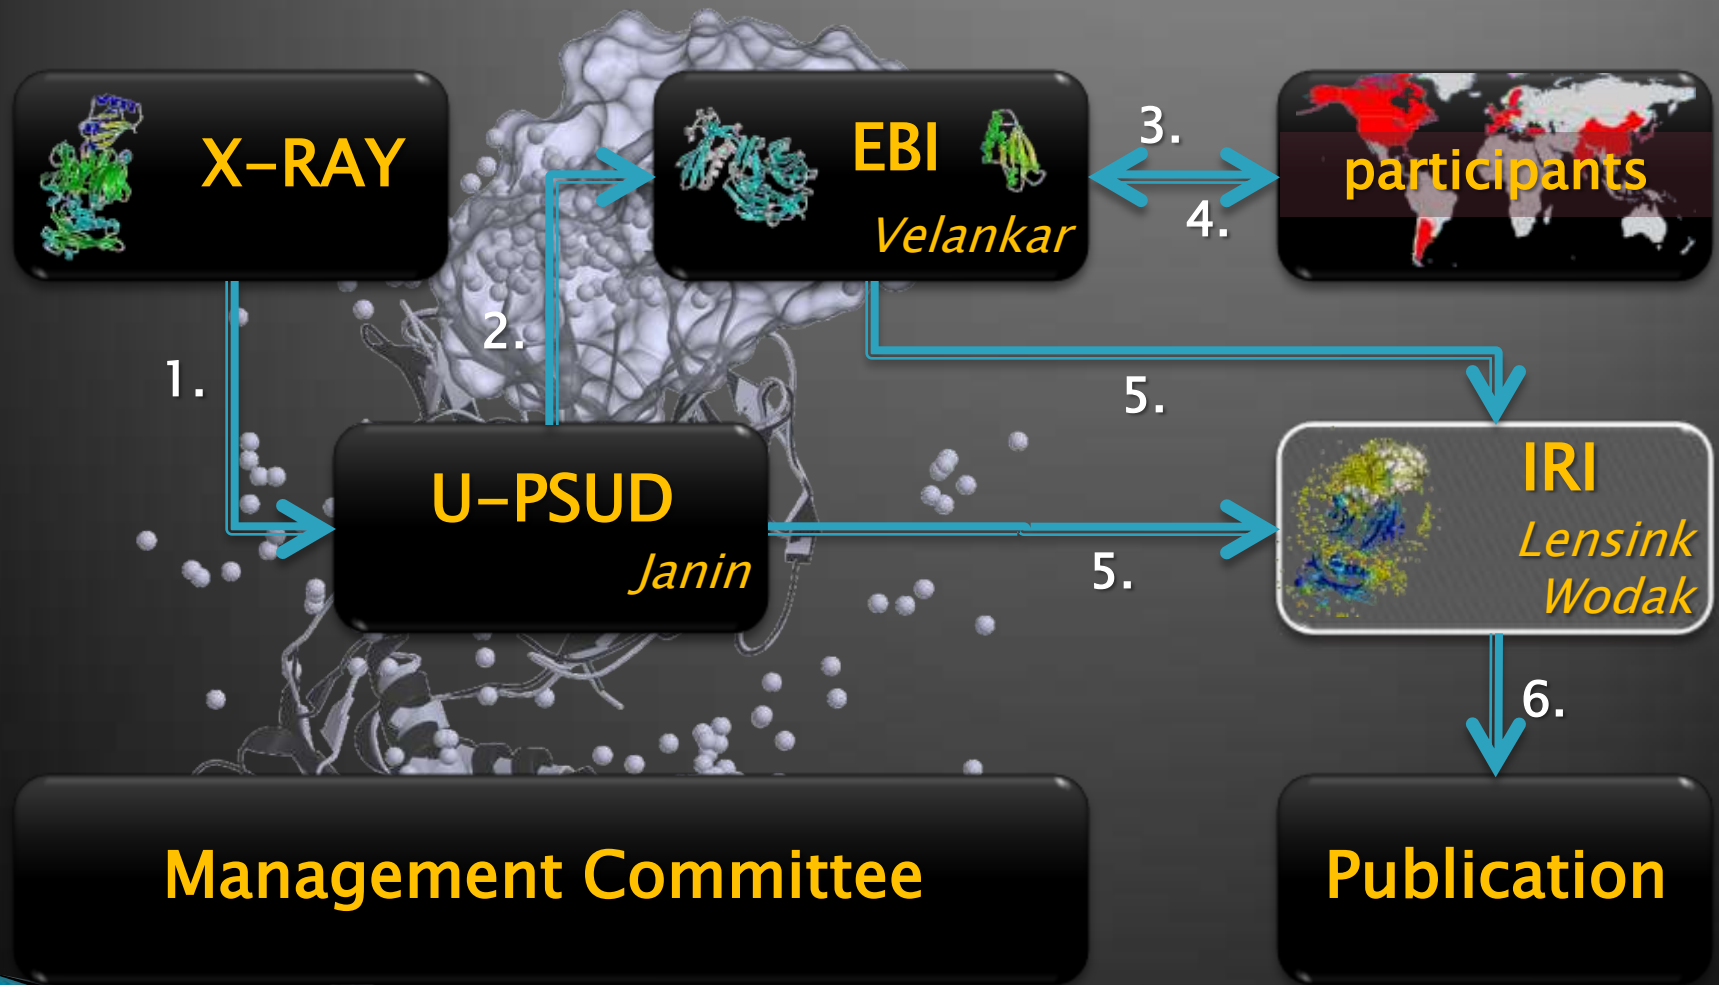 X-RAY
EBI
Velankar
participants
3.
4.
1.
2.
5.
U-PSUD
Janin
5.
IRI
Lensink
Wodak
6.
Management Committee
Publication